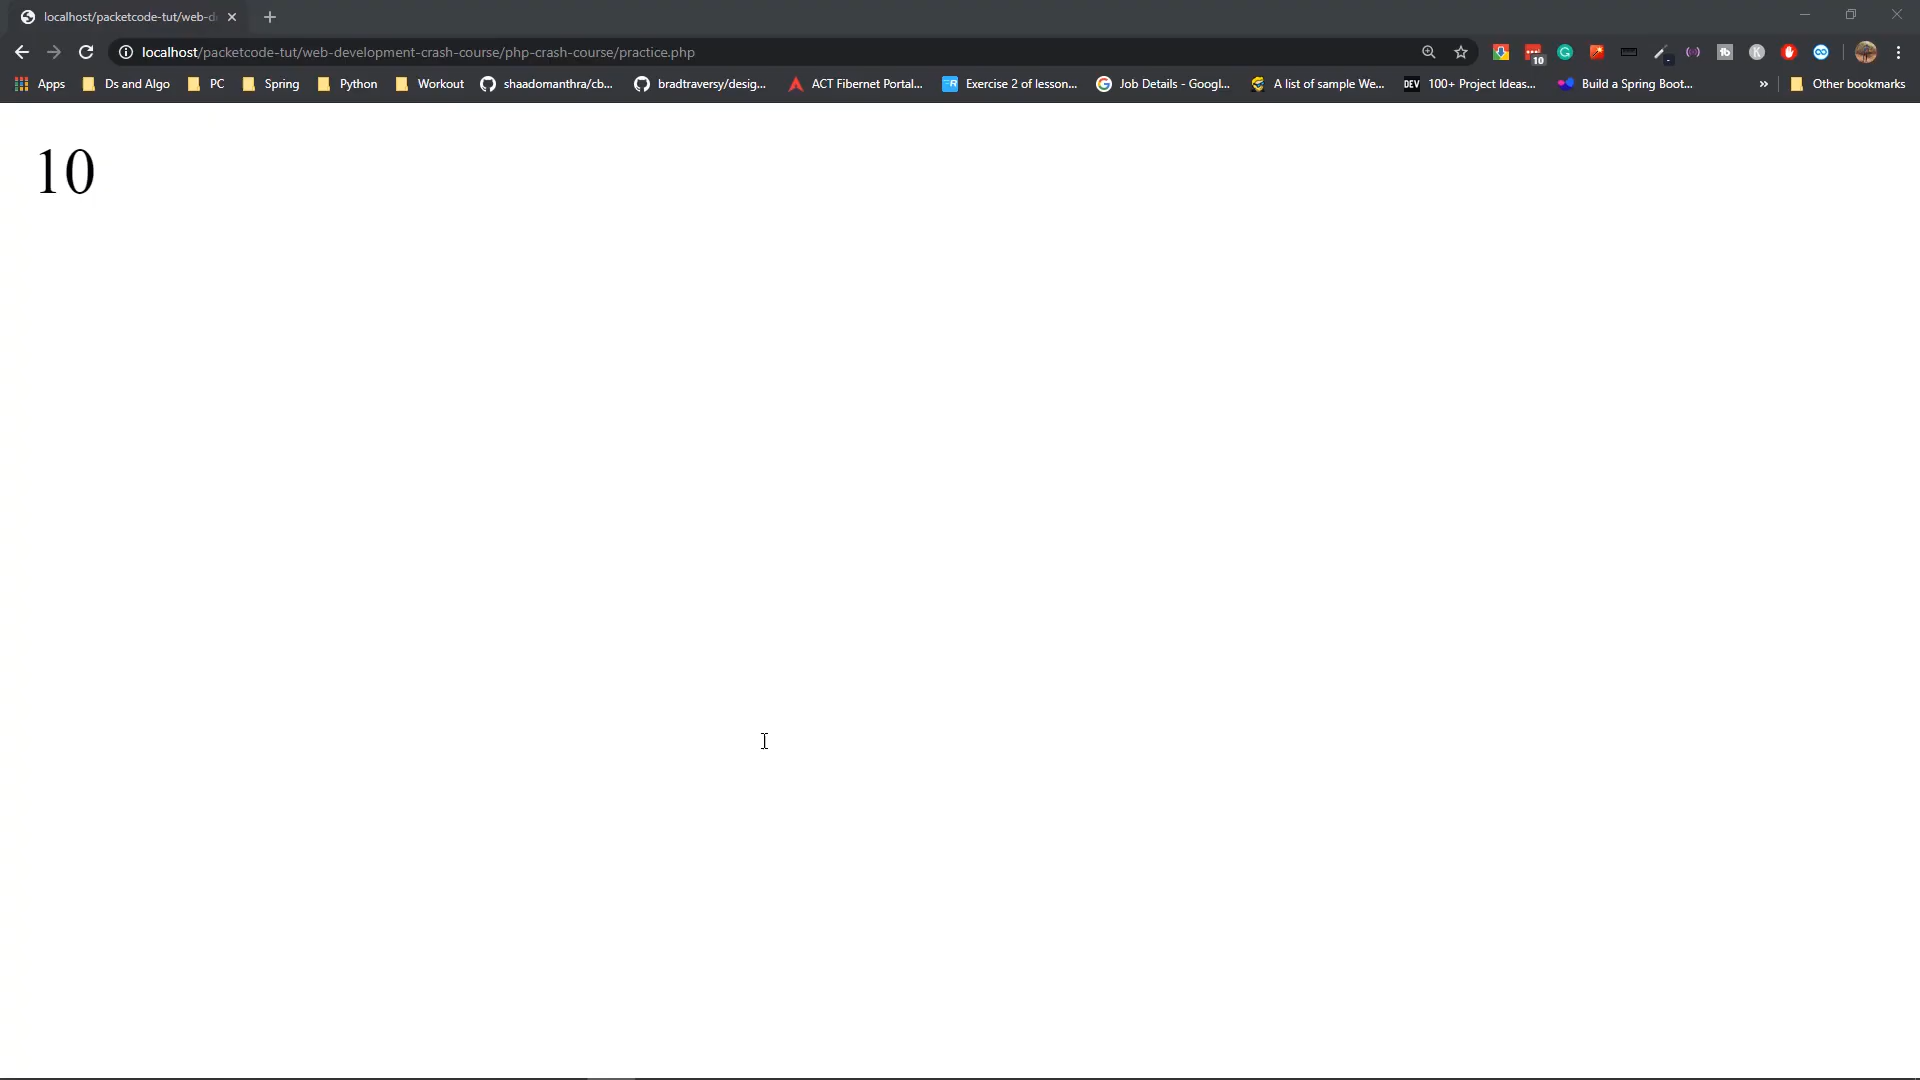 localhost/packetcode-tut/web-d
localhost/packetcode-tut/web-development-crash-course/php-crash-course/practice.php
10
Apps
Ds and Algo
PC
Spring
Python
Workout
shaadomanthra/cb...
bradtraversy/desig...
ACT Fibernet Portal...
Exercise 2 of lesson...
Job Details - Googl...
A list of sample We...
DEV
100+ Project Ideas...
Build a Spring Boot...
»
Other bookmarks
10